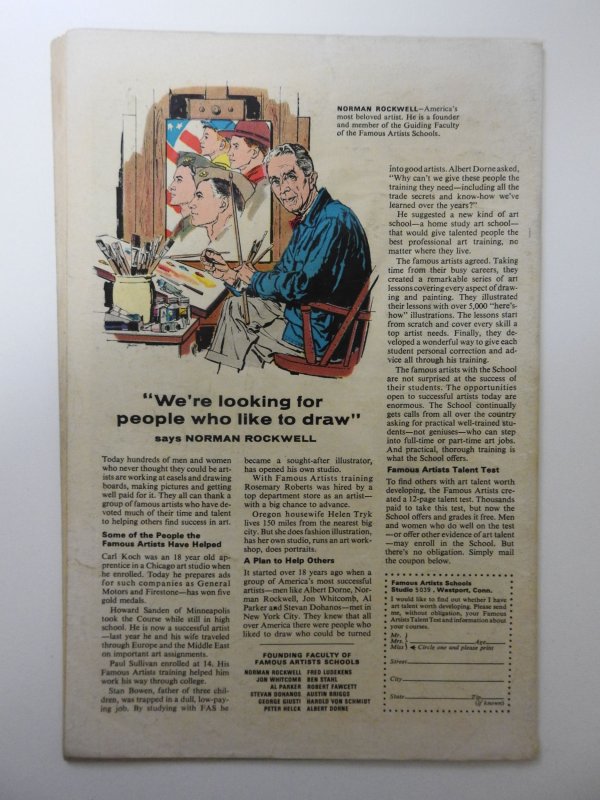 NORMAN ROCKWELL—America's
most beloved artist. He is a founder
and member of the Guiding Faculty
of the Famous Artists Schools.
"We're looking for
people who like to draw"
says NORMAN ROCKWELL
Today hundreds of men and women
who never thought they could be art-
ists are working at easels and drawing
boards, making pictures and getting
well paid for it. They all can thank a
group of famous artists who have de-
voted much of their time and talent
to helping others find success in art.
Some of the People the
Famous Artists Have Helped
Carl Koch was an 18 year old ap-
prentice in a Chicago art studio when
he enrolled. Today he prepares ads
for such companies as General
Motors and Firestone—has won five
gold medals.
Howard Sanden of Minneapolis
took the Course while still in high
school. He is now a successful artist
—last year he and his wife traveled
through Europe and the Middle East
on important art assignments.
Paul Sullivan enrolled at 14. His
Famous Artists training helped him
work his way through college.
Stan Bowen, father of three chil-
dren, was trapped in a dull, low-pay-
ing job. By studying with FAS he
became a sought-after illustrator,
has opened his own studio.
With Famous Artists training
Rosemary Roberts was hired by a
top department store as an artist—
with a big chance to advance.
Oregon housewife Helen Tryk
lives 150 miles from the nearest big
city. But she does fashion illustration,
has her own studio, runs an art work-
shop, does portraits.
A Plan to Help Others
It started over 18 years ago when a
group of America's most successful
artists—men like Albert Dorne, Nor-
man Rockwell, Jon Whitcomb, Al
Parker and Stevan Dohanos—met in
New York City. They knew that all
over America there were people who
liked to draw who could be turned
FOUNDING FACULTY OF
FAMOUS ARTISTS SCHOOLS
NORMAN ROCKWELL FRED LUDEKENS
JON WHITCOMB BEN STAHL
AL PARKER ROBERT FAWCETT
STEVAN DOHANOS AUSTIN BRIGGS
GEORGE GIUSTI HAROLD VON SCHMIDT
PETER HELCK ALBERT DORNE
into good artists. Albert Dorne asked,
"Why can't we give these people the
training they need—including all the
trade secrets and know-how we've
learned over the years?"
He suggested a new kind of art
school—a home study art school—
that would give talented people the
best professional art training, no
matter where they live.
The famous artists agreed. Taking
time from their busy careers, they
created a remarkable series of art
lessons covering every aspect of draw-
ing and painting. They illustrated
their lessons with over 5,000 "here's-
how" illustrations. The lessons start
from scratch and cover every skill a
top artist needs. Finally, they de-
veloped a wonderful way to give each
student personal correction and ad-
vice all through his training.
The famous artists with the School
are not surprised at the success of
their students. The opportunities
open to successful artists today are
enormous. The School continually
gets calls from all over the country
asking for practical well-trained stu-
dents—not geniuses—who can step
into full-time or part-time art jobs.
And practical, thorough training is
what the School offers.
Famous Artists Talent Test
To find others with art talent worth
developing, the Famous Artists cre-
ated a 12-page talent test. Thousands
paid to take this test, but now the
School offers and grades it free. Men
and women who do well on the test
—or offer other evidence of art talent
—may enroll in the School. But
there's no obligation. Simply mail
the coupon below.
Famous Artists Schools
Studio 5039, Westport, Conn.
I would like to find out whether I have
art talent worth developing. Please send
me, without obligation, your Famous
Artists Talent Test and information about
your courses.
Mr.
Mrs. Age
Miss Circle one and please print
Street
City
State Zip
(if known)